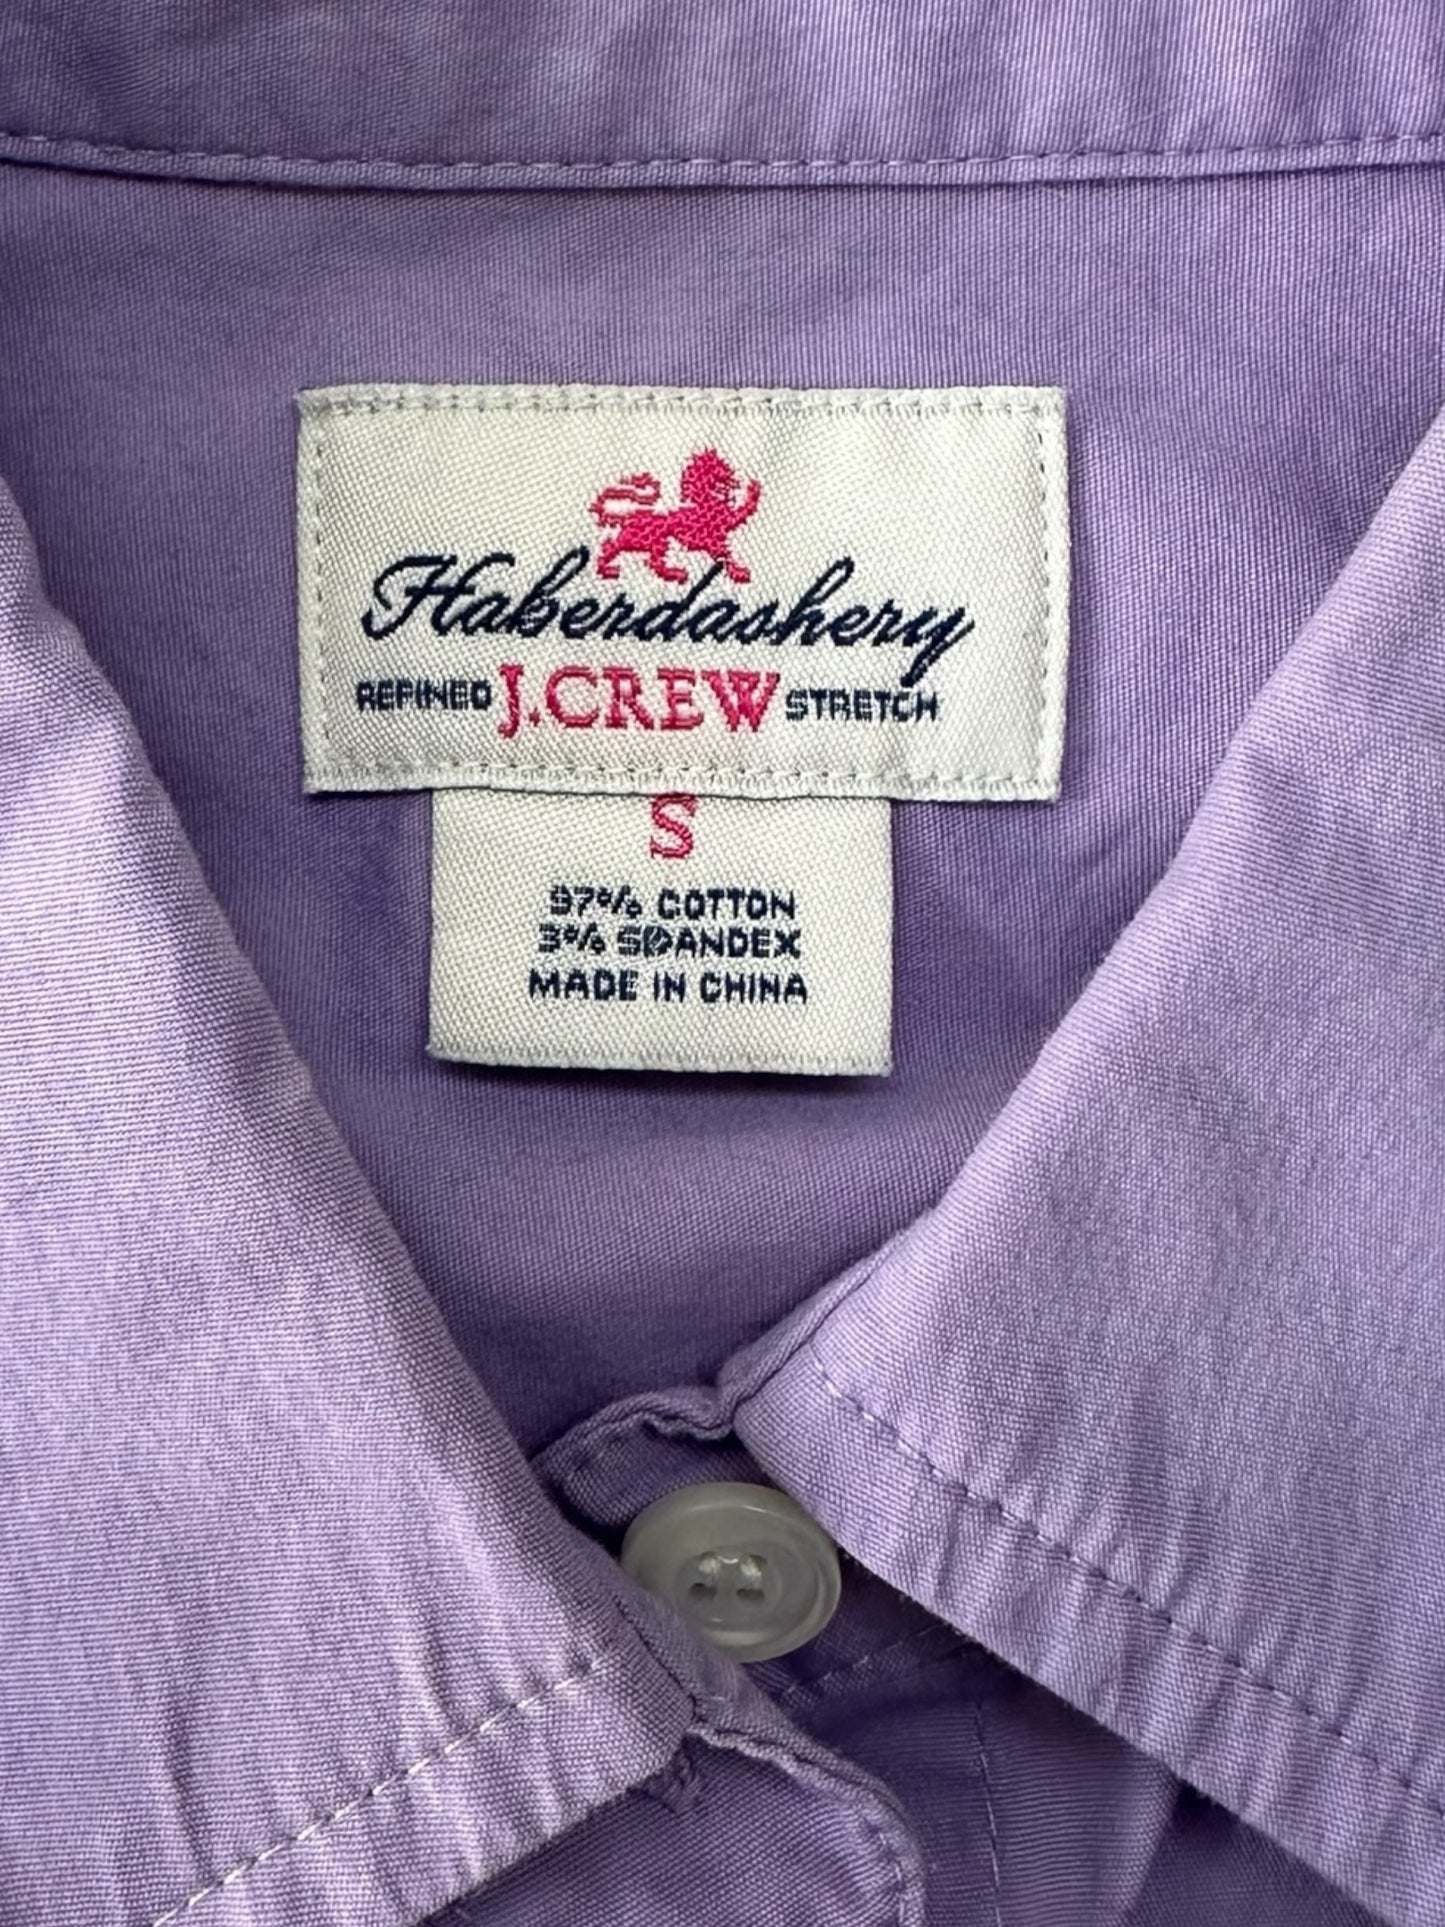 Haberdashery
REFINED J.CREW STRETCH
S
97% COTTON
3% SPANDEX
MADE IN CHINA